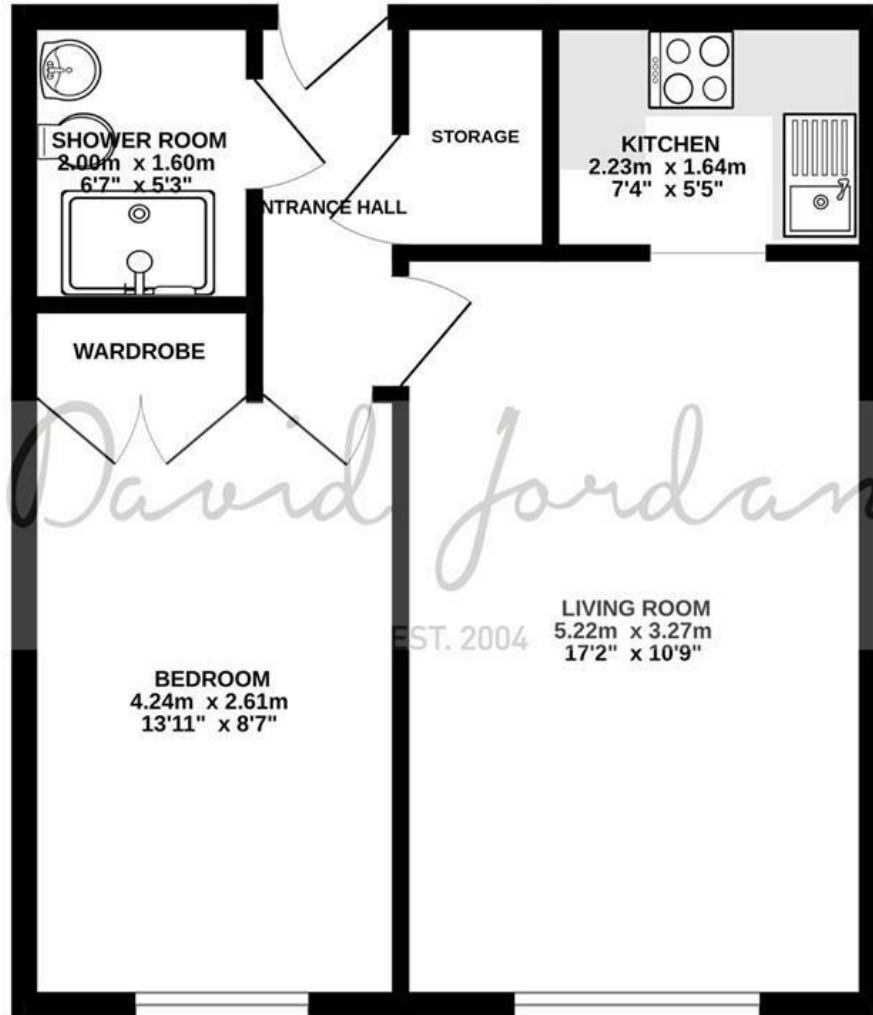 SHOWER ROOM
2.00m x 1.60m
6'7" x 5'3"
STORAGE
KITCHEN
2.23m x 1.64m
7'4" x 5'5"
NTRANCE HALL
WARDROBE
David Jordan
EST. 2004
LIVING ROOM
5.22m x 3.27m
17'2" x 10'9"
BEDROOM
4.24m x 2.61m
13'11" x 8'7"